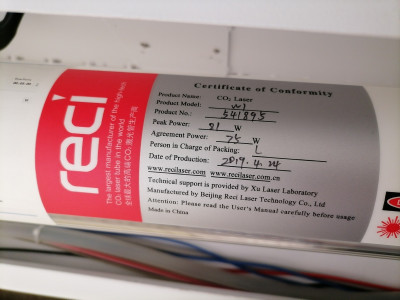 reci
The largest manufacturer of the high-tech
CO₂ laser tube in the world
Certificate of Conformity
Product Name: CO₂ Laser
Product Model: W1
Product No.: 541895
Peak Power: 91 W
Agreement Power: 75 W
Person in Charge of Packing: L
Date of Production: 2019.4.24
www.recilaser.com www.recilaser.com.cn
Technical support is provided by Xu Laser Laboratory
Manufactured by Beijing Reci Laser Technology Co., Ltd
Attention: Please read the User's Manual carefully before usage
Made in China